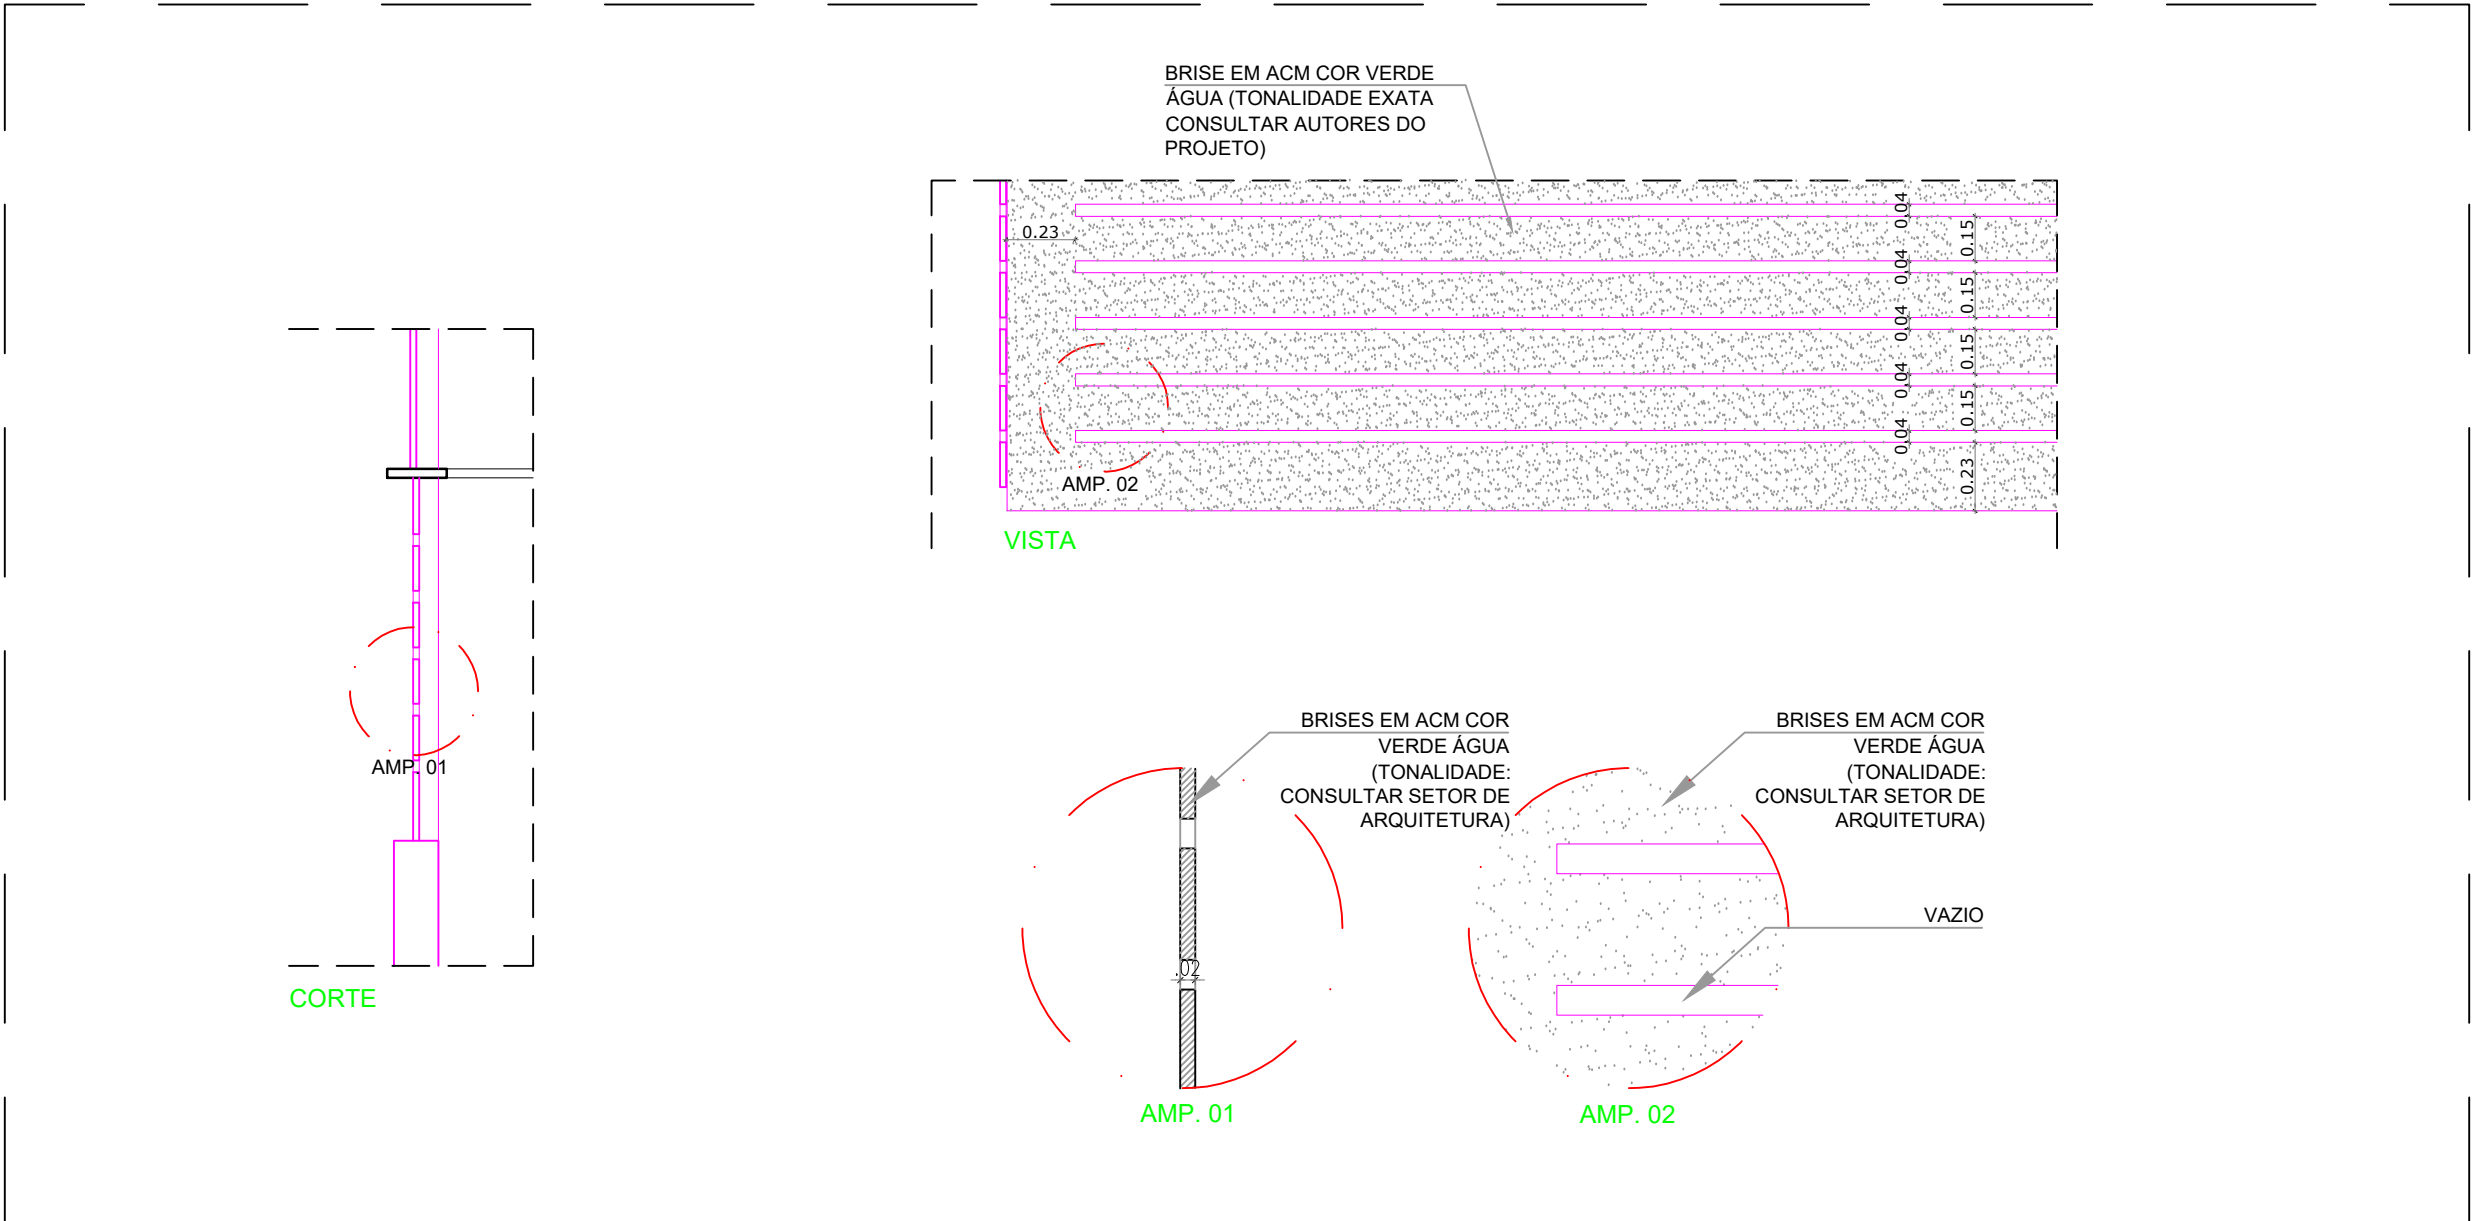 BRISE EM ACM COR VERDE
ÁGUA (TONALIDADE EXATA
CONSULTAR AUTORES DO
PROJETO)
0.23
0.04
0.15
0.04
0.15
0.04
0.15
0.04
0.15
0.04
0.23
AMP. 02
VISTA
AMP. 01
CORTE
BRISES EM ACM COR
VERDE ÁGUA
(TONALIDADE:
CONSULTAR SETOR DE
ARQUITETURA)
.02
AMP. 01
BRISES EM ACM COR
VERDE ÁGUA
(TONALIDADE:
CONSULTAR SETOR DE
ARQUITETURA)
VAZIO
AMP. 02